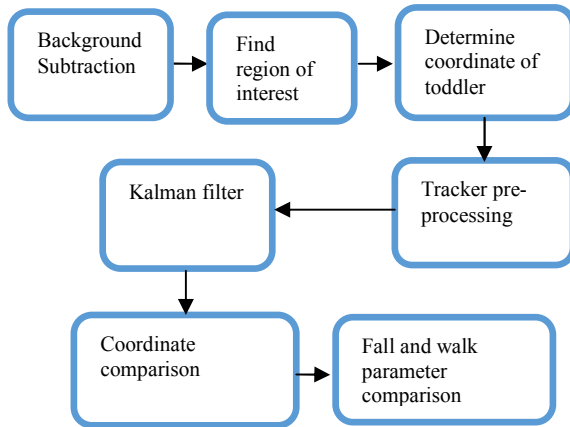 Background
Subtraction
Find
region of
interest
Determine
coordinate of
toddler
Kalman filter
Tracker pre-
processing
Coordinate
comparison
Fall and walk
parameter
comparison